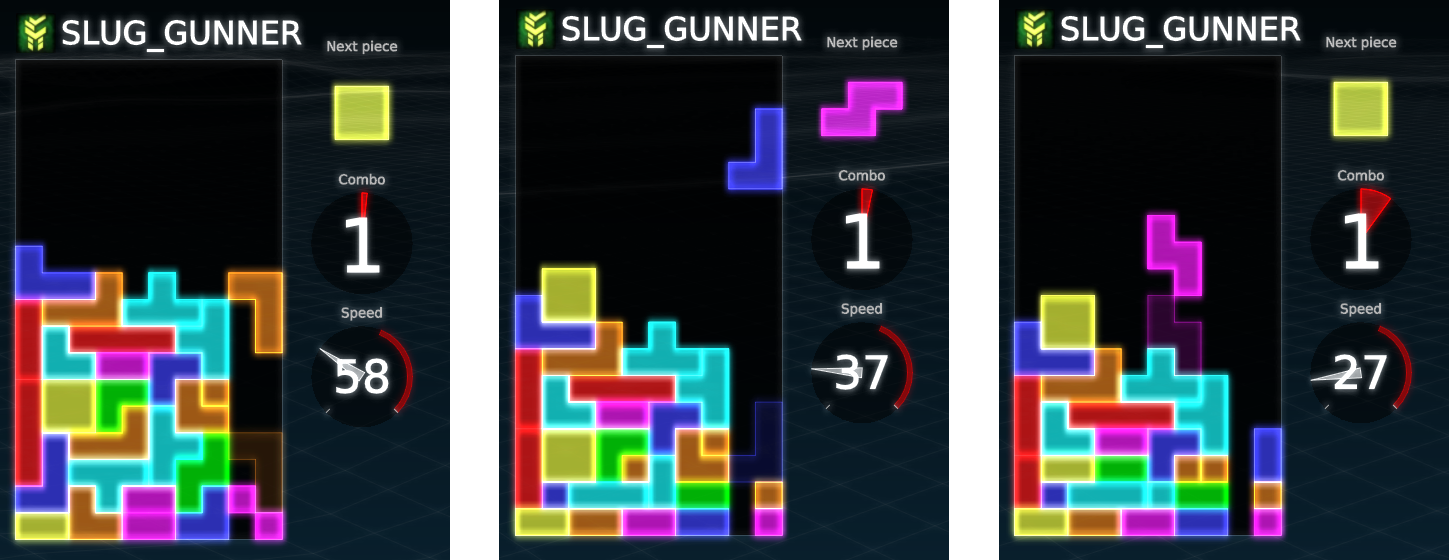 SLUG_GUNNER
Next piece
Combo
1
Speed
58
SLUG_GUNNER
Next piece
Combo
1
Speed
37
SLUG_GUNNER
Next piece
Combo
1
Speed
27